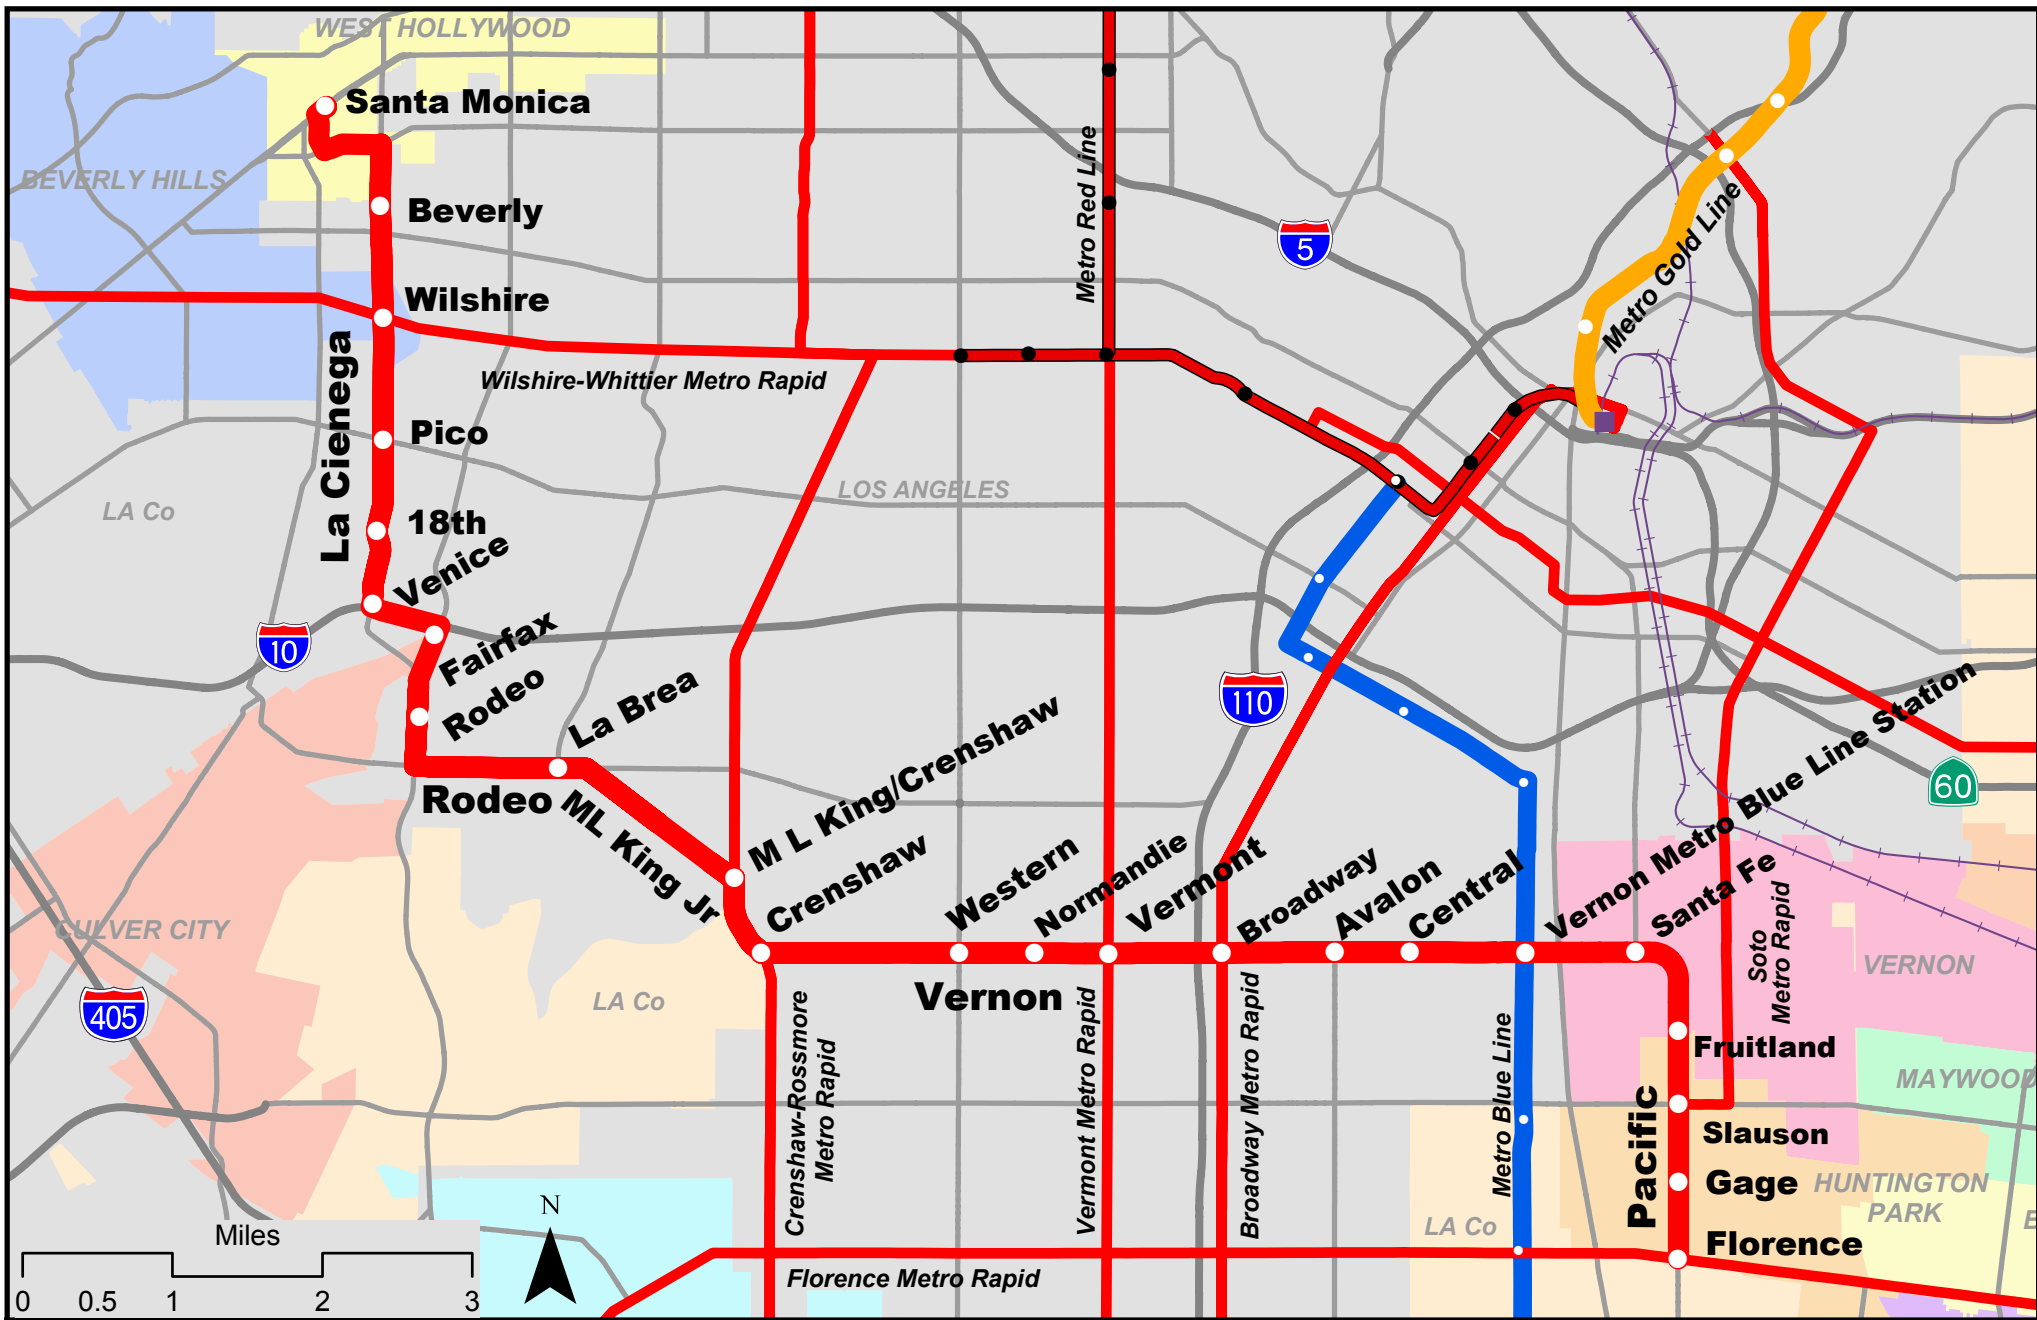 WEST HOLLYWOOD
Santa Monica
BEVERLY HILLS
Beverly
Wilshire
La Cienega
Wilshire-Whittier Metro Rapid
Metro Red Line
5
Metro Gold Line
Pico
LA Co
LOS ANGELES
18th
Venice
10
Fairfax
Rodeo
La Brea
110
60
Rodeo
ML King Jr
M L King/Crenshaw
Crenshaw
Western
Normandie
Vermont
Broadway
Avalon
Central
Vernon Metro Blue Line Station
Santa Fe
Soto
Metro Rapid
VERNON
CULVER CITY
405
LA Co
Vernon
Crenshaw-Rossmore
Metro Rapid
Vermont Metro Rapid
Broadway Metro Rapid
Metro Blue Line
Fruitland
MAYWOOD
Pacific
Slauson
Gage
HUNTINGTON
PARK
LA Co
Florence
Florence Metro Rapid
N
Miles
0 0.5 1 2 3